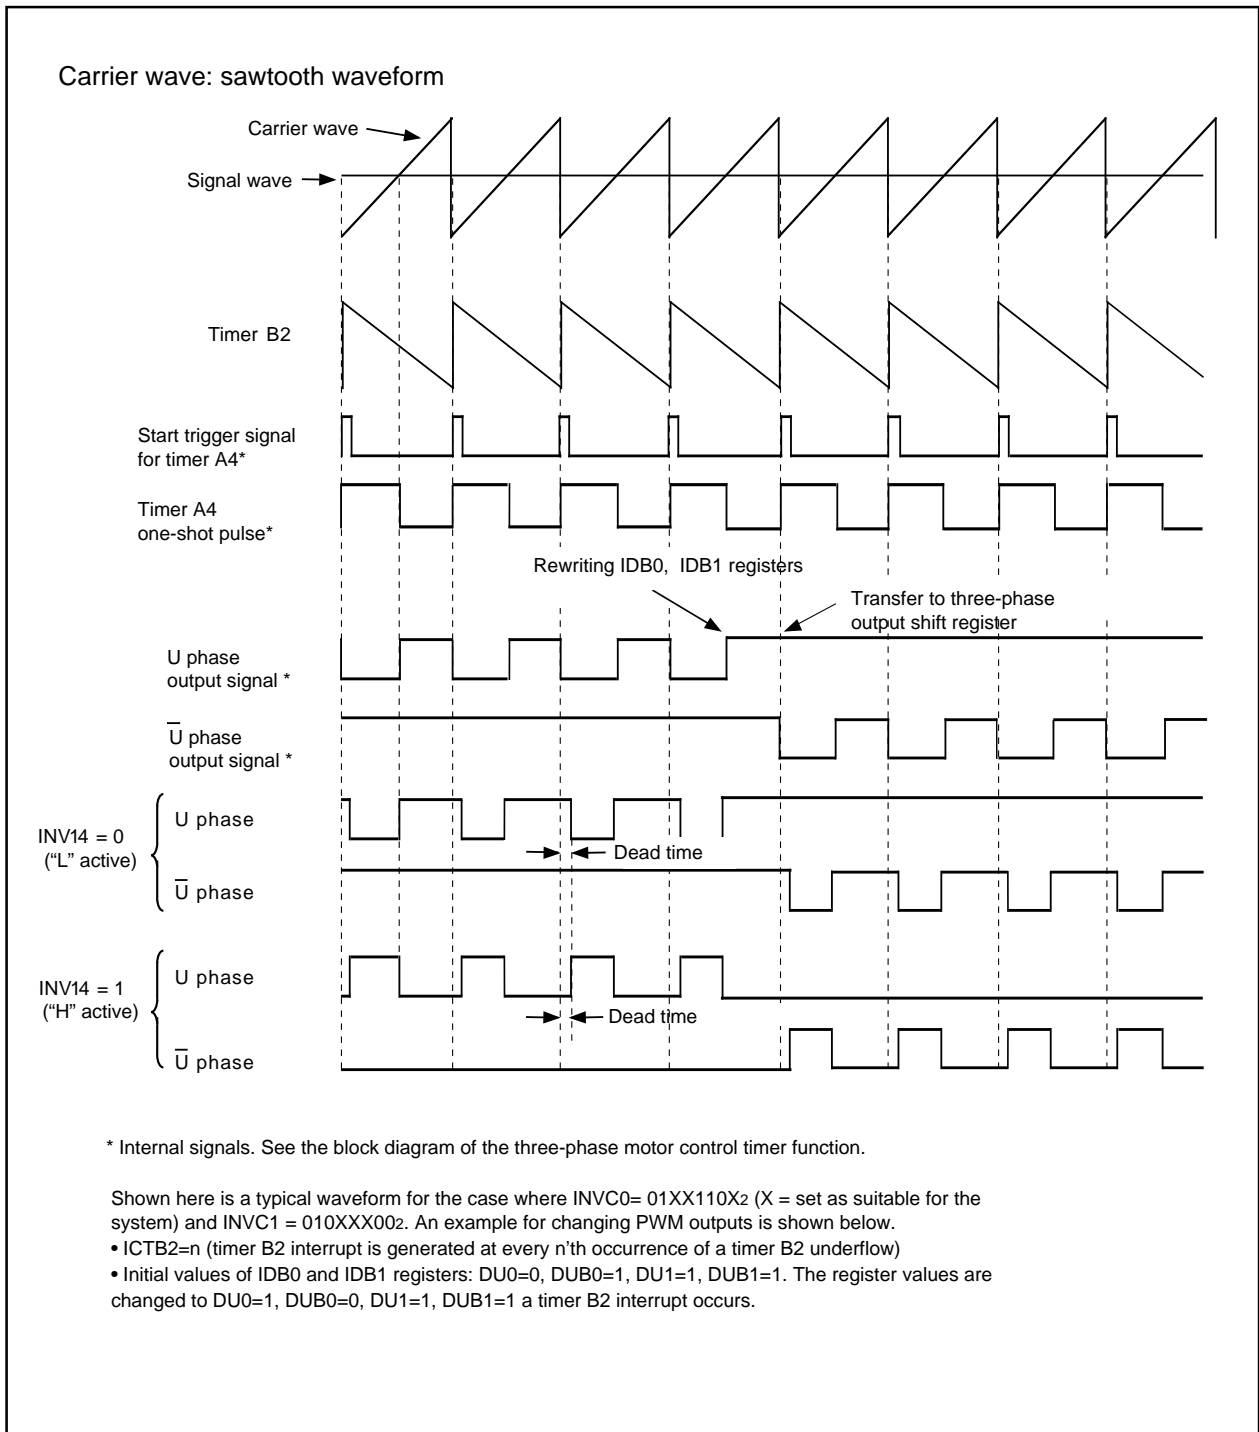 Carrier wave: sawtooth waveform
Carrier wave
Signal wave
Timer B2
Start trigger signal
for timer A4*
Timer A4
one-shot pulse*
Rewriting IDB0, IDB1 registers
Transfer to three-phase
output shift register
U phase
output signal *
U̅ phase
output signal *
INV14 = 0
(“L” active)
U phase
Dead time
U̅ phase
INV14 = 1
(“H” active)
U phase
Dead time
U̅ phase
* Internal signals. See the block diagram of the three-phase motor control timer function.
Shown here is a typical waveform for the case where INVC0= 01XX110X2 (X = set as suitable for the
system) and INVC1 = 010XXX002. An example for changing PWM outputs is shown below.
• ICTB2=n (timer B2 interrupt is generated at every n'th occurrence of a timer B2 underflow)
• Initial values of IDB0 and IDB1 registers: DU0=0, DUB0=1, DU1=1, DUB1=1. The register values are
changed to DU0=1, DUB0=0, DU1=1, DUB1=1 a timer B2 interrupt occurs.